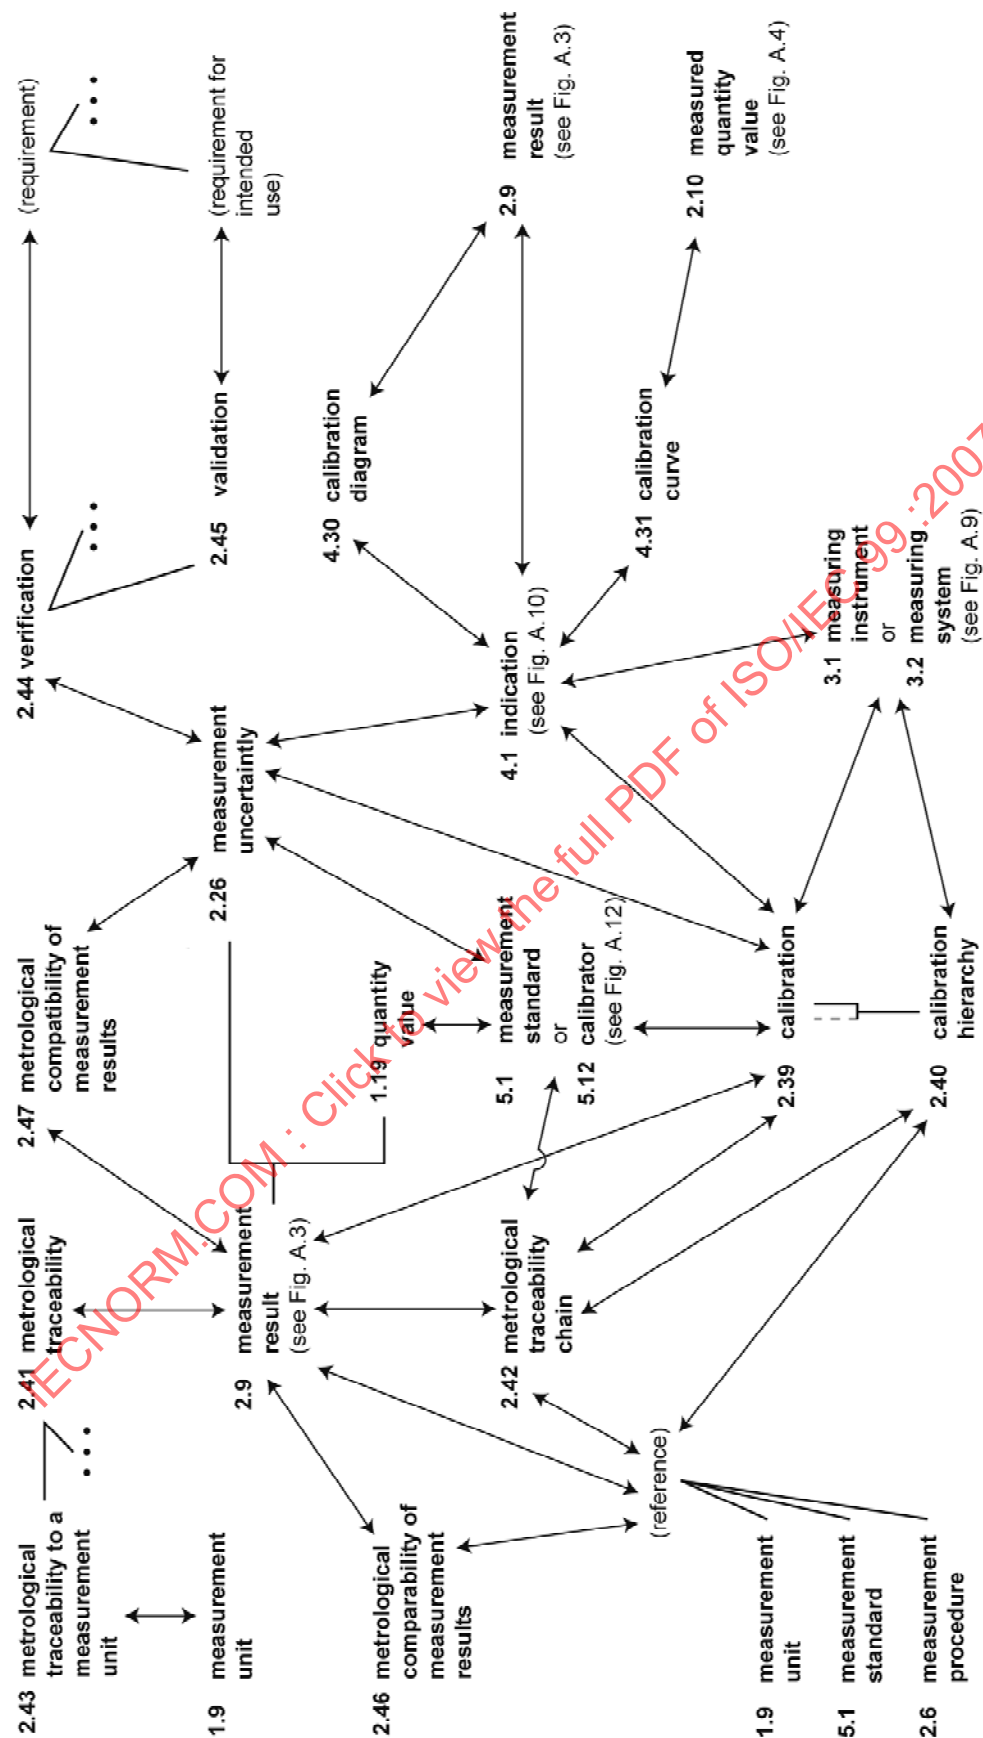 2.43 metrological
traceability to a
measurement
unit
2.41 metrological
traceability
2.47 metrological
compatibility of
measurement
results
2.44 verification
(requirement)
1.9 measurement
unit
2.9 measurement
result
(see Fig. A.3)
2.26 measurement
uncertaintly
2.45 validation
(requirement for
intended
use)
2.46 metrological
comparability of
measurement
results
1.19 quantity
value
4.30 calibration
diagram
2.42 metrological
traceability
chain
5.1 measurement
standard
or
5.12 calibrator
(see Fig. A.12)
4.1 indication
(see Fig. A.10)
2.9 measurement
result
(see Fig. A.3)
(reference)
4.31 calibration
curve
2.10 measured
quantity
value
(see Fig. A.4)
1.9 measurement
unit
5.1 measurement
standard
2.6 measurement
procedure
2.39 calibration
2.40 calibration
hierarchy
3.1 measuring
instrument
or
3.2 measuring
system
(see Fig. A.9)
IECNORM.COM : Click to view the full PDF of ISO/IEC 99 :2007